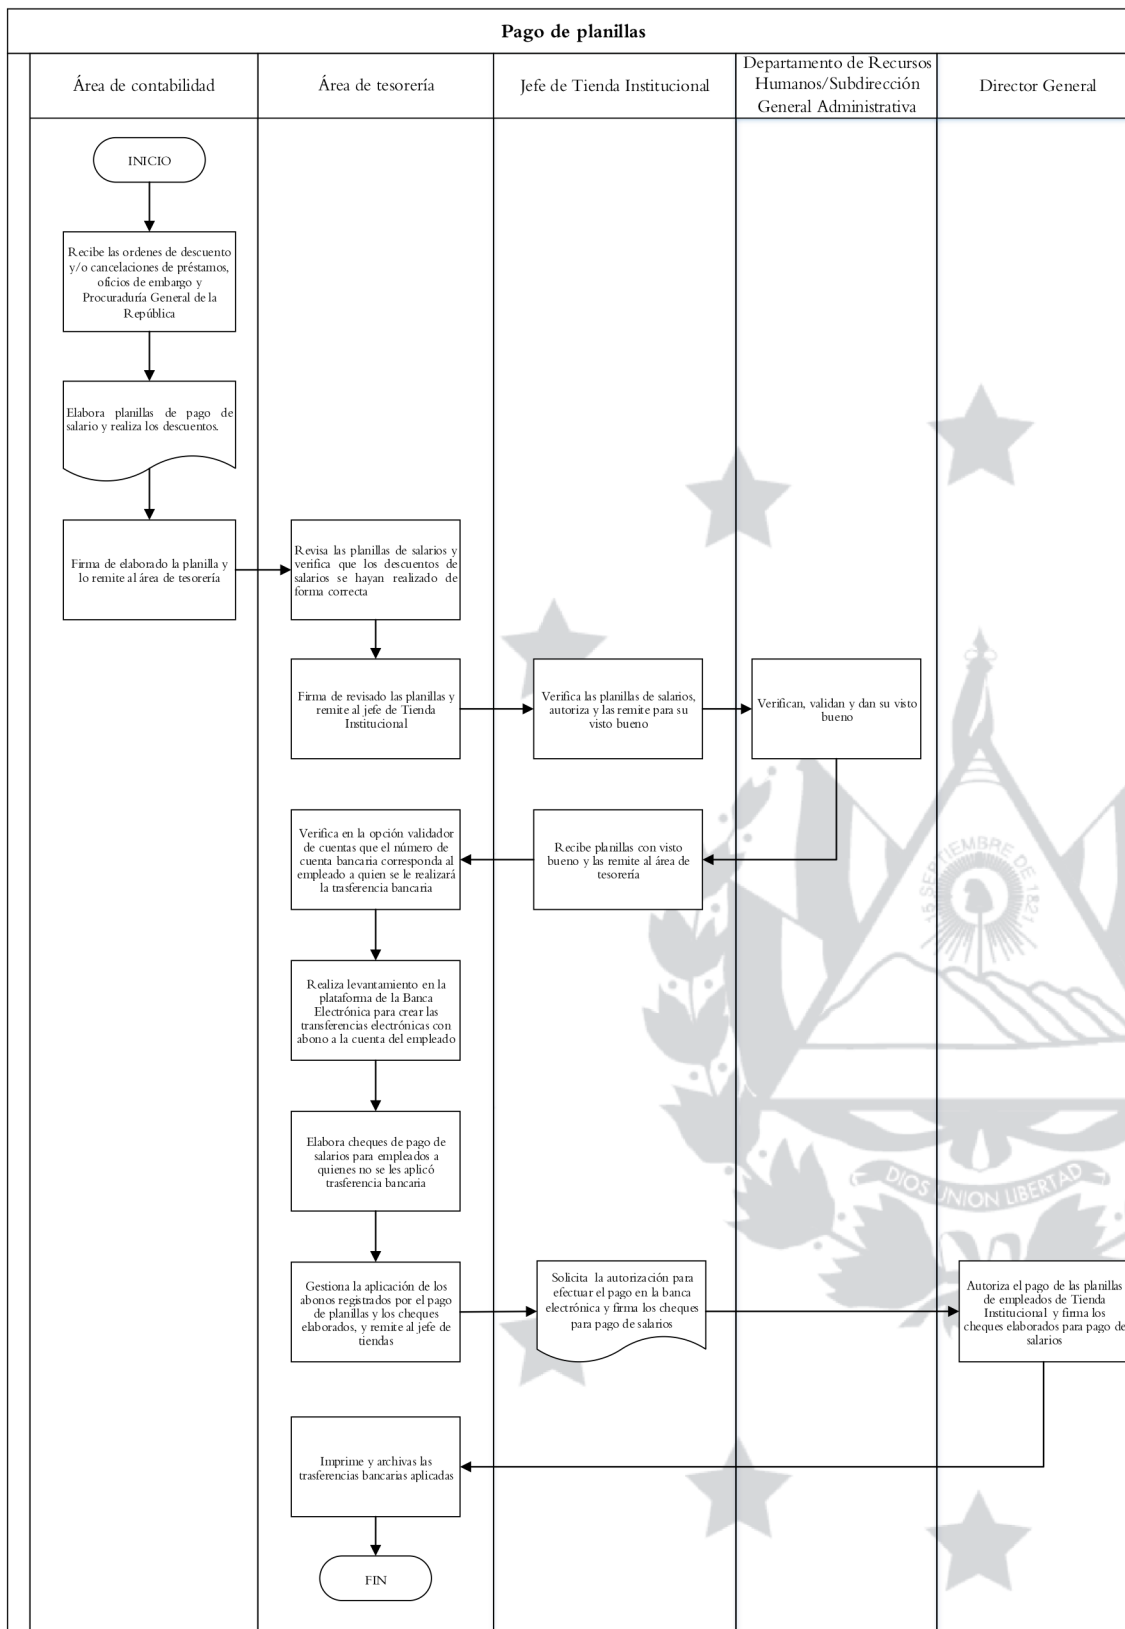 Pago de planillas
Área de contabilidad
Área de tesorería
Jefe de Tienda Institucional
Departamento de Recursos
Humanos/Subdirección
General Administrativa
Director General
INICIO
Recibe las ordenes de descuento
y/o cancelaciones de préstamos,
oficios de embargo y
Procuraduría General de la
República
Elabora planillas de pago de
salario y realiza los descuentos.
Firma de elaborado la planilla y
lo remite al área de tesorería
Revisa las planillas de salarios y
verifica que los descuentos de
salarios se hayan realizado de
forma correcta
Firma de revisado las planillas y
remite al jefe de Tienda
Institucional
Verifica las planillas de salarios,
autoriza y las remite para su
visto bueno
Verifican, validan y dan su visto
bueno
Recibe planillas con visto
bueno y las remite al área de
tesorería
Verifica en la opción validador
de cuentas que el número de
cuenta bancaria corresponda al
empleado a quien se le realizará
la trasferencia bancaria
Realiza levantamiento en la
plataforma de la Banca
Electrónica para crear las
transferencias electrónicas con
abono a la cuenta del empleado
Elabora cheques de pago de
salarios para empleados a
quienes no se les aplicó
trasferencia bancaria
Gestiona la aplicación de los
abonos registrados por el pago
de planillas y los cheques
elaborados, y remite al jefe de
tiendas
Solicita la autorización para
efectuar el pago en la banca
electrónica y firma los cheques
para pago de salarios
Autoriza el pago de las planillas
de empleados de Tienda
Institucional y firma los
cheques elaborados para pago de
salarios
Imprime y archivas las
trasferencias bancarias aplicadas
FIN
15 SEPTIEMBRE DE 1821
DIOS UNION LIBERTAD